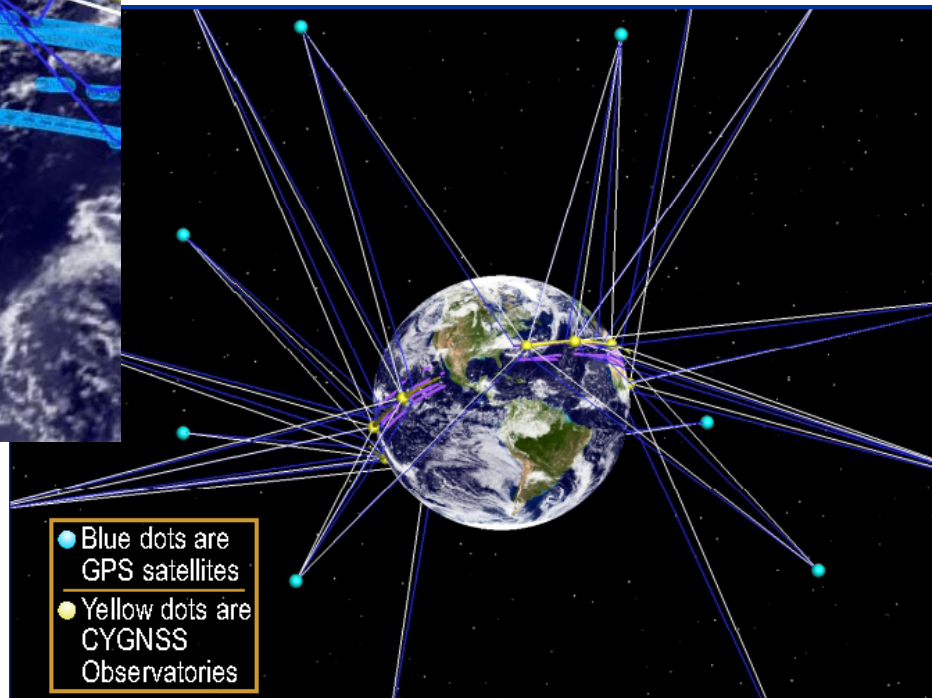 Blue dots are
GPS satellites
Yellow dots are
CYGNSS
Observatories